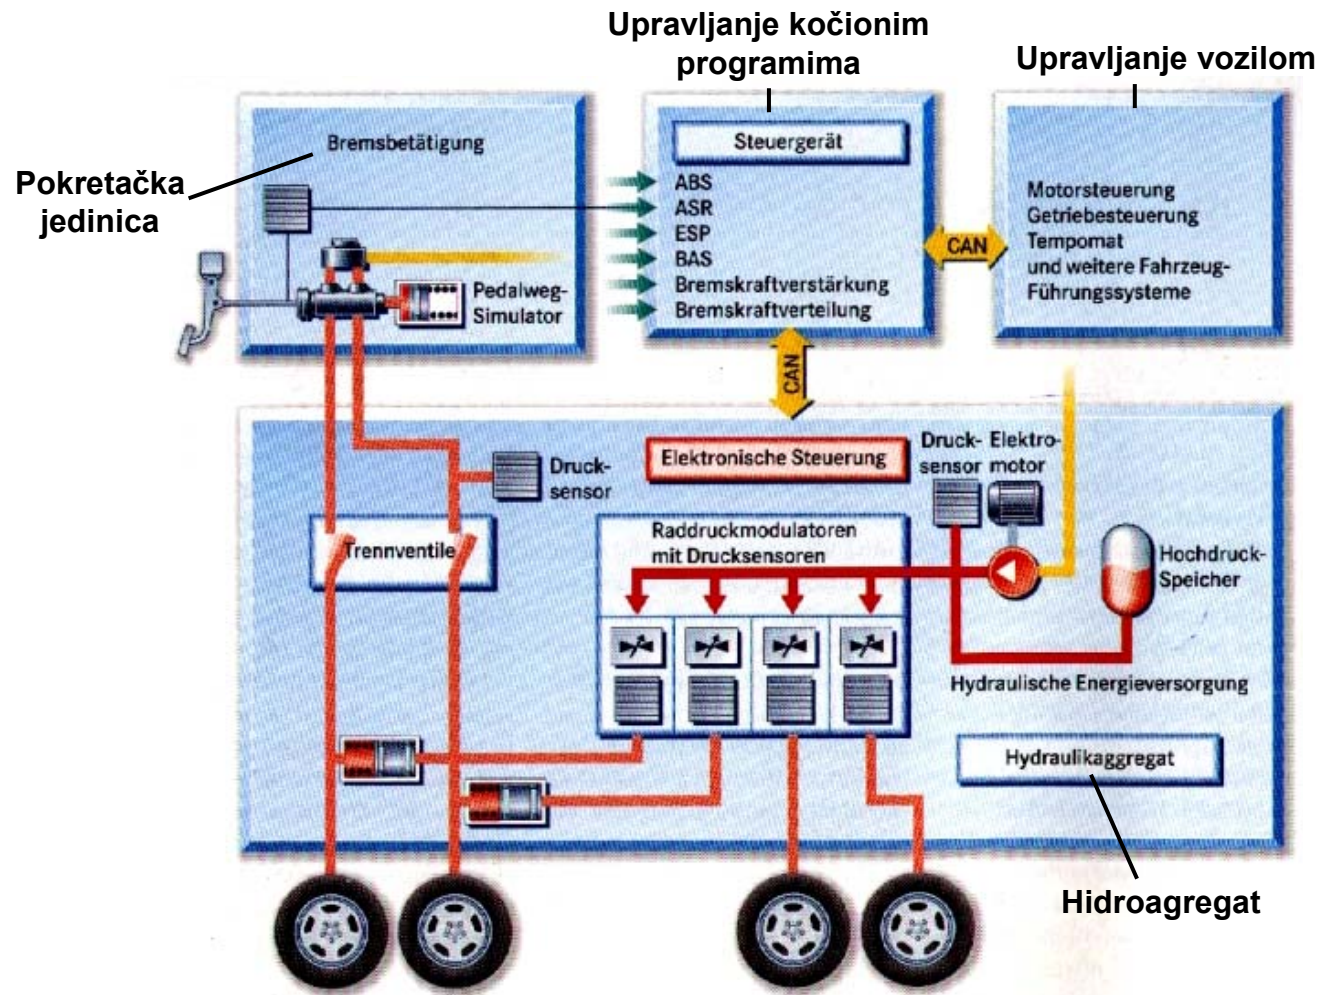 Upravljanje kočionim
programima
Upravljanje vozilom
Pokretačka
jedinica
Bremsbetätigung
Pedalweg-
Simulator
Steuergerät
ABS
ASR
ESP
BAS
Bremskraftverstärkung
Bremskraftverteilung
CAN
Motorsteuerung
Getriebesteuerung
Tempomat
und weitere Fahrzeug-
Führungssysteme
CAN
Druck-
sensor
Trennventile
Elektronische Steuerung
Raddruckmodulatoren
mit Drucksensoren
Druck-
sensor
Elektro-
motor
Hochdruck-
Speicher
Hydraulische Energieversorgung
Hydraulikaggregat
Hidroagregat